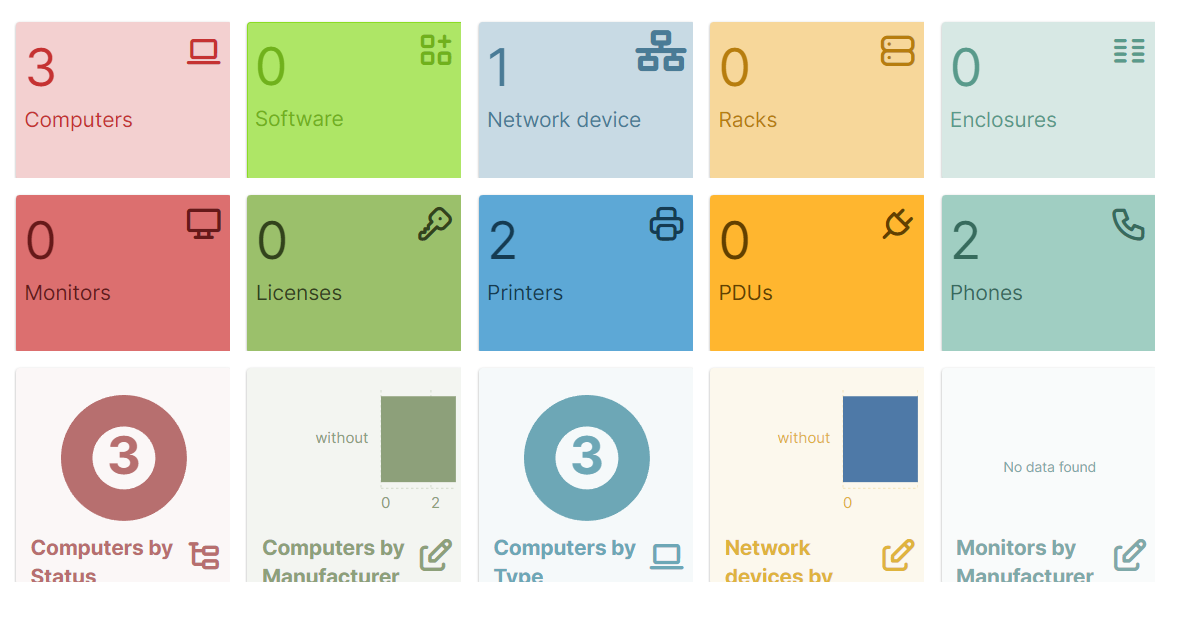 3
Computers
0
Software
1
Network device
0
Racks
0
Enclosures
0
Monitors
0
Licenses
2
Printers
0
PDUs
2
Phones
3
Computers by
Status
without
0 2
Computers by
Manufacturer
3
Computers by
Type
without
0
Network
devices by
No data found
Monitors by
Manufacturer